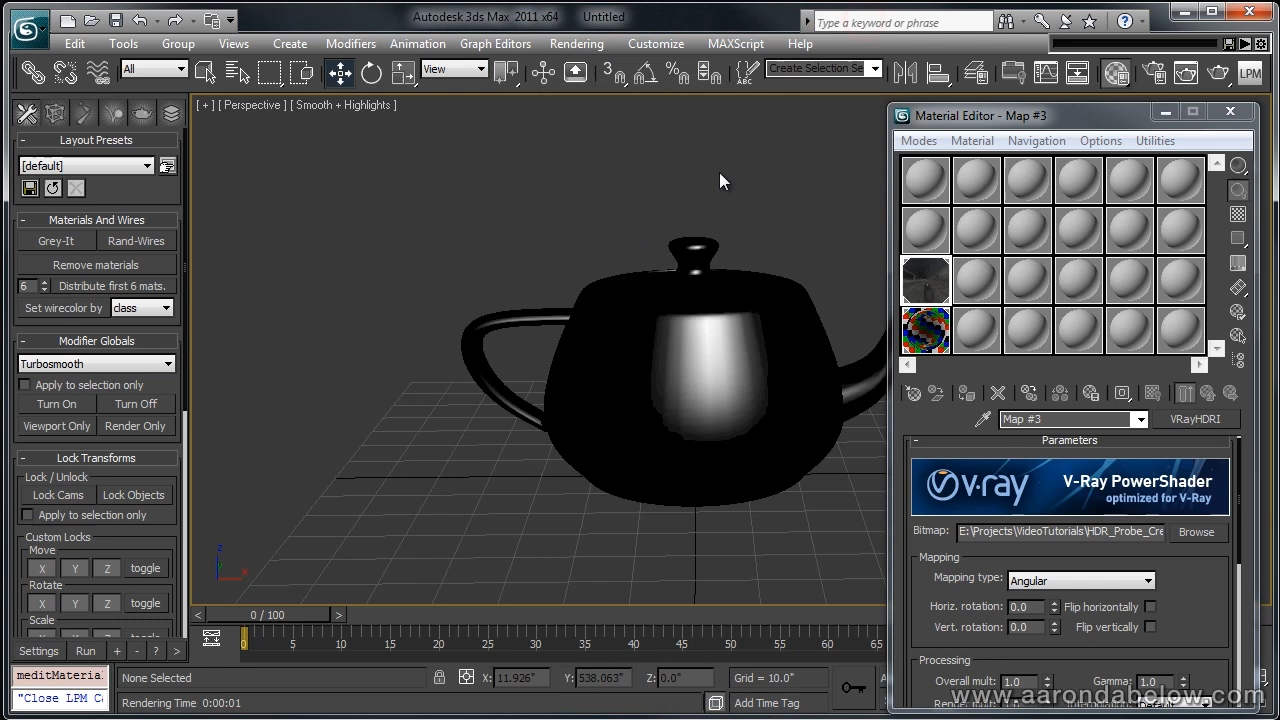 Autodesk 3ds Max 2011 x64 Untitled
Type a keyword or phrase
Edit Tools Group Views Create Modifiers Animation Graph Editors Rendering Customize MAXScript Help
All
View
3
ABC
Create Selection Se
LPM
[ + ] [ Perspective ] [ Smooth + Highlights ]
Layout Presets
[default]
Materials And Wires
Grey-It Rand-Wires
Remove materials
6 Distribute first 6 mats.
Set wirecolor by class
Modifier Globals
Turbosmooth
Apply to selection only
Turn On Turn Off
Viewport Only Render Only
Lock Transforms
Lock / Unlock
Lock Cams Lock Objects
Apply to selection only
Custom Locks
Move
X Y Z toggle
Rotate
X Y Z toggle
Scale
Settings Run + - ? >
z
x
< 0 / 100 >
0 5 10 15 20 25 30 35 40 45 50 55 60 65
meditMaterial
"Close LPM C
None Selected
X: 11.926" Y: 538.063" Z: 0.0" Grid = 10.0"
Rendering Time 0:00:01
Add Time Tag
Material Editor - Map #3
Modes Material Navigation Options Utilities
Map #3 VRayHDRI
Parameters
v·ray V-Ray PowerShader
optimized for V-Ray
Bitmap: E:\Projects\VideoTutorials\HDR_Probe_Cre Browse
Mapping
Mapping type: Angular
Horiz. rotation: 0.0 Flip horizontally
Vert. rotation: 0.0 Flip vertically
Processing
Overall mult: 1.0 Gamma: 1.0
www.aarondabelow.com